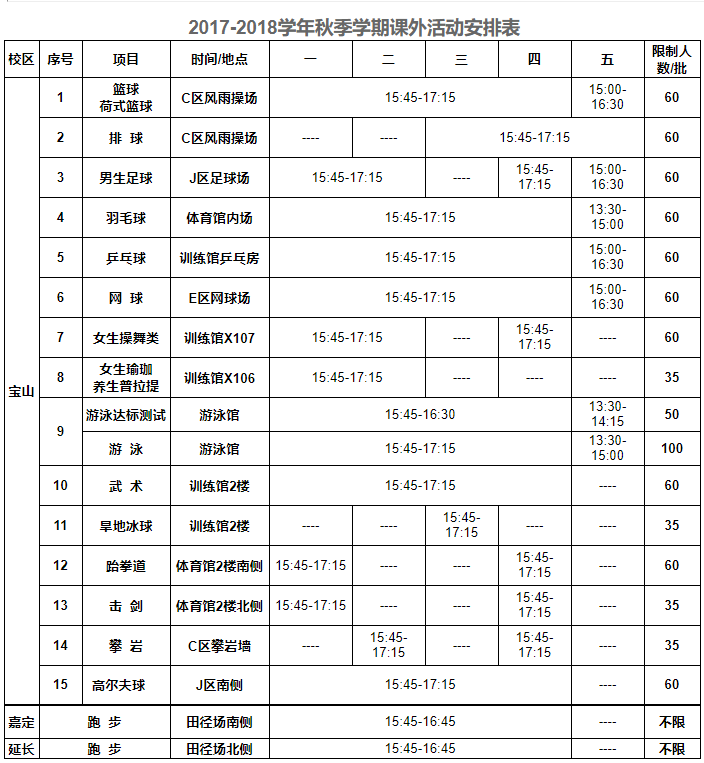 2017-2018学年秋季学期课外活动安排表
校区 序号 项目 时间/地点 一 二 三 四 五 限制人数/批
宝山
1 篮球 荷式篮球 C区风雨操场 15:45-17:15 15:00-16:30 60
2 排 球 C区风雨操场 ---- ---- 15:45-17:15 60
3 男生足球 J区足球场 15:45-17:15 ---- 15:45-17:15 15:00-16:30 60
4 羽毛球 体育馆内场 15:45-17:15 13:30-15:00 60
5 乒乓球 训练馆乒乓房 15:45-17:15 15:00-16:30 60
6 网 球 E区网球场 15:45-17:15 15:00-16:30 60
7 女生操舞类 训练馆X107 15:45-17:15 ---- 15:45-17:15 ---- 60
8 女生瑜珈 养生普拉提 训练馆X106 15:45-17:15 ---- ---- ---- 35
9 游泳达标测试 游泳馆 15:45-16:30 13:30-14:15 50
游 泳 游泳馆 15:45-17:15 13:30-15:00 100
10 武 术 训练馆2楼 15:45-17:15 ---- 60
11 旱地冰球 训练馆2楼 ---- ---- 15:45-17:15 ---- ---- 35
12 跆拳道 体育馆2楼南侧 15:45-17:15 ---- ---- 15:45-17:15 ---- 60
13 击 剑 体育馆2楼北侧 15:45-17:15 ---- ---- 15:45-17:15 ---- 35
14 攀 岩 C区攀岩墙 ---- 15:45-17:15 ---- 15:45-17:15 ---- 35
15 高尔夫球 J区南侧 15:45-17:15 ---- 60
嘉定 跑 步 田径场南侧 15:45-16:45 ---- 不限
延长 跑 步 田径场北侧 15:45-16:45 ---- 不限